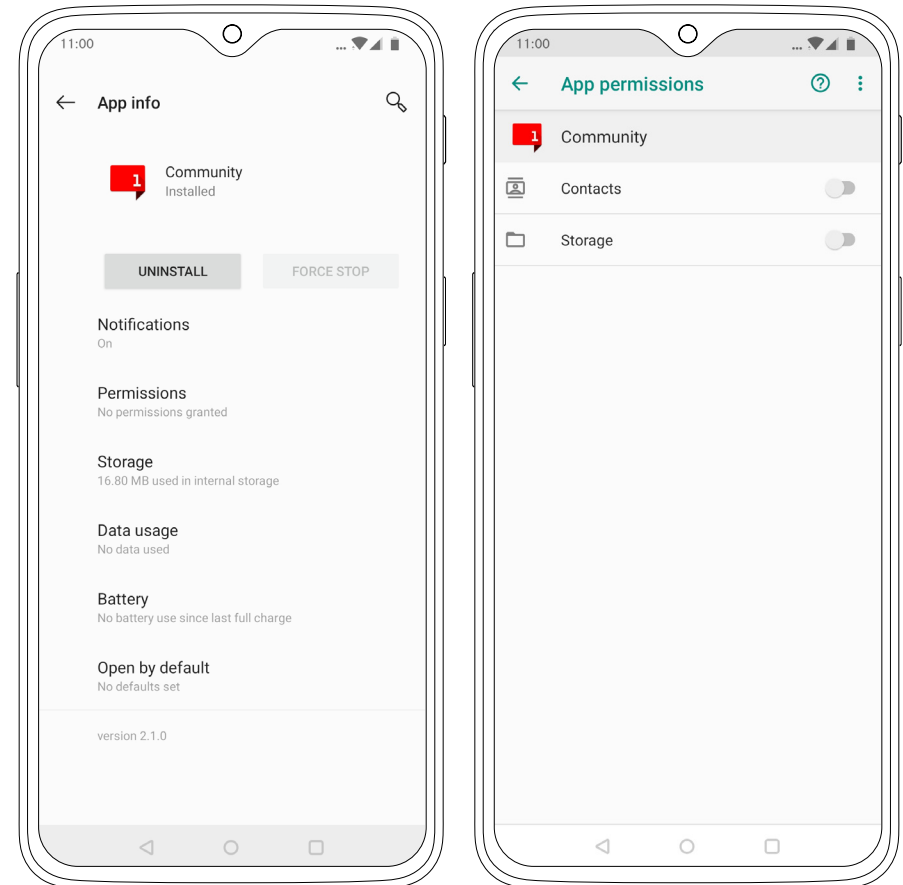 11:00
...
App info
1
Community
Installed
UNINSTALL
FORCE STOP
Notifications
On
Permissions
No permissions granted
Storage
16.80 MB used in internal storage
Data usage
No data used
Battery
No battery use since last full charge
Open by default
No defaults set
version 2.1.0
11:00
...
App permissions
?
1
Community
Contacts
Storage